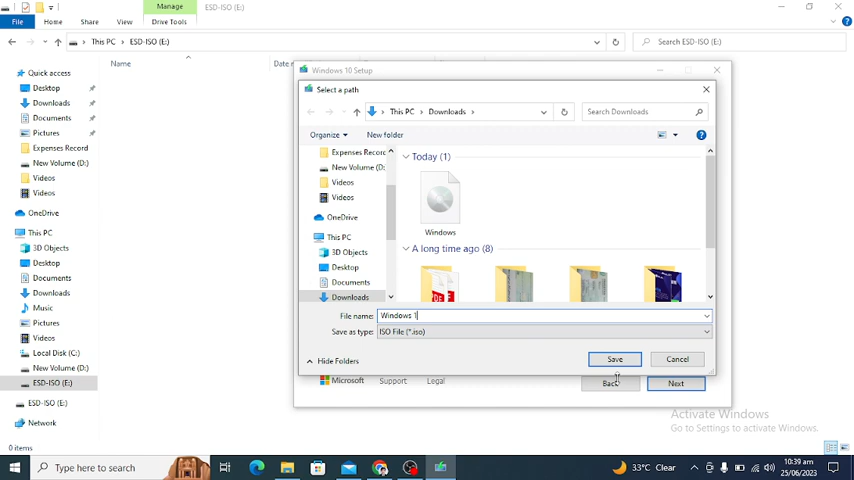 Manage
ESD-ISO (E:)
File
Home
Share
View
Drive Tools
This PC
ESD-ISO (E:)
Search ESD-ISO (E:)
Name
Quick access
Desktop
Downloads
Documents
Pictures
Expenses Record
New Volume (D:)
Videos
Videos
OneDrive
This PC
3D Objects
Desktop
Documents
Downloads
Music
Pictures
Videos
Local Disk (C:)
New Volume (D:)
ESD-ISO (E:)
ESD-ISO (E:)
Network
0 items
Windows 10 Setup
Select a path
This PC
Downloads
Search Downloads
Organize
New folder
Videos
Videos
OneDrive
This PC
3D Objects
Desktop
Documents
Downloads
Today (1)
Windows
A long time ago (8)
File name:
Windows 1
Save as type:
ISO File (*.iso)
Hide Folders
Save
Cancel
Microsoft
Support
Legal
Back
Next
Activate Windows
Go to Settings to activate Windows.
Type here to search
33°C Clear
10:39 am
25/06/2023